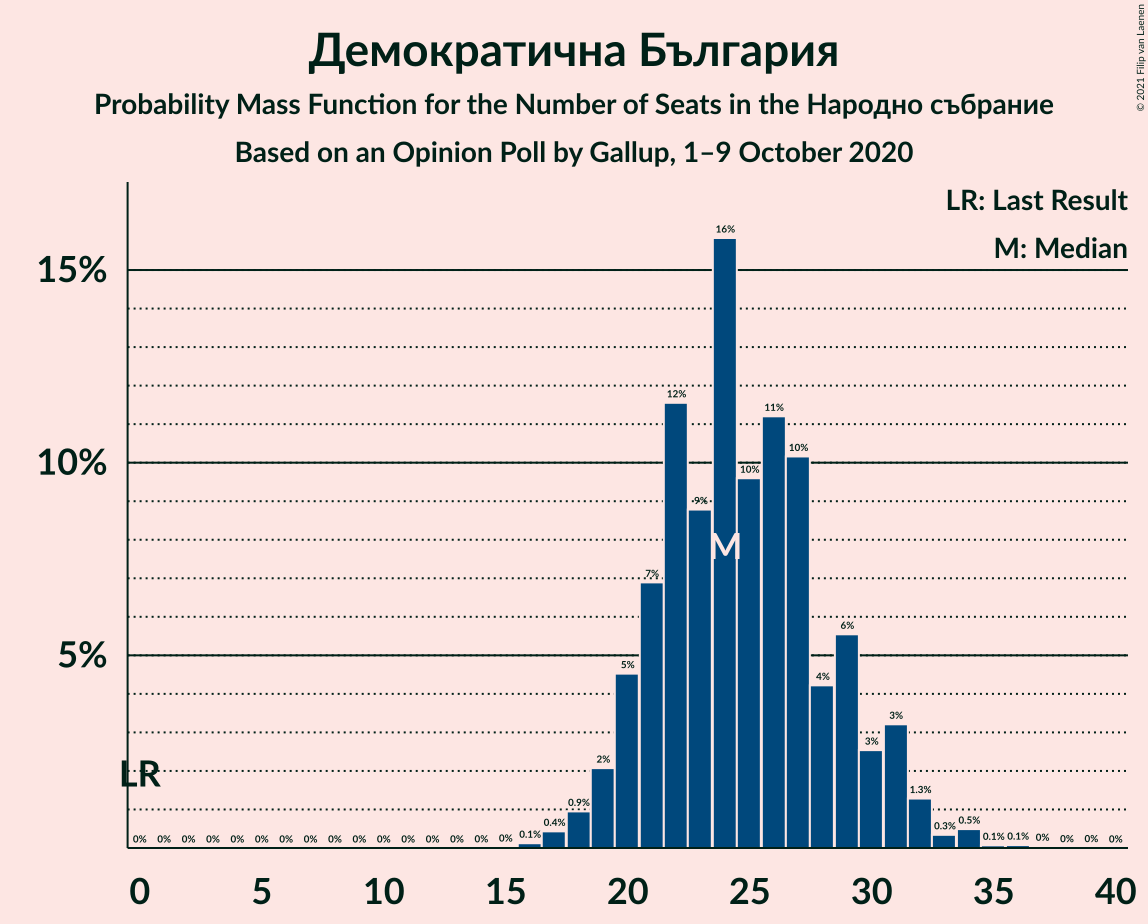 Демократична България
Probability Mass Function for the Number of Seats in the Народно събрание
Based on an Opinion Poll by Gallup, 1–9 October 2020
© 2021 Filip van Laenen
LR: Last Result
M: Median
15%
10%
5%
LR
M
0% 0% 0% 0% 0% 0% 0% 0% 0% 0% 0% 0% 0% 0% 0% 0% 0.1% 0.4% 0.9% 2% 5% 7% 12% 9% 16% 10% 11% 10% 4% 6% 3% 3% 1.3% 0.3% 0.5% 0.1% 0.1% 0% 0% 0% 0%
0 5 10 15 20 25 30 35 40